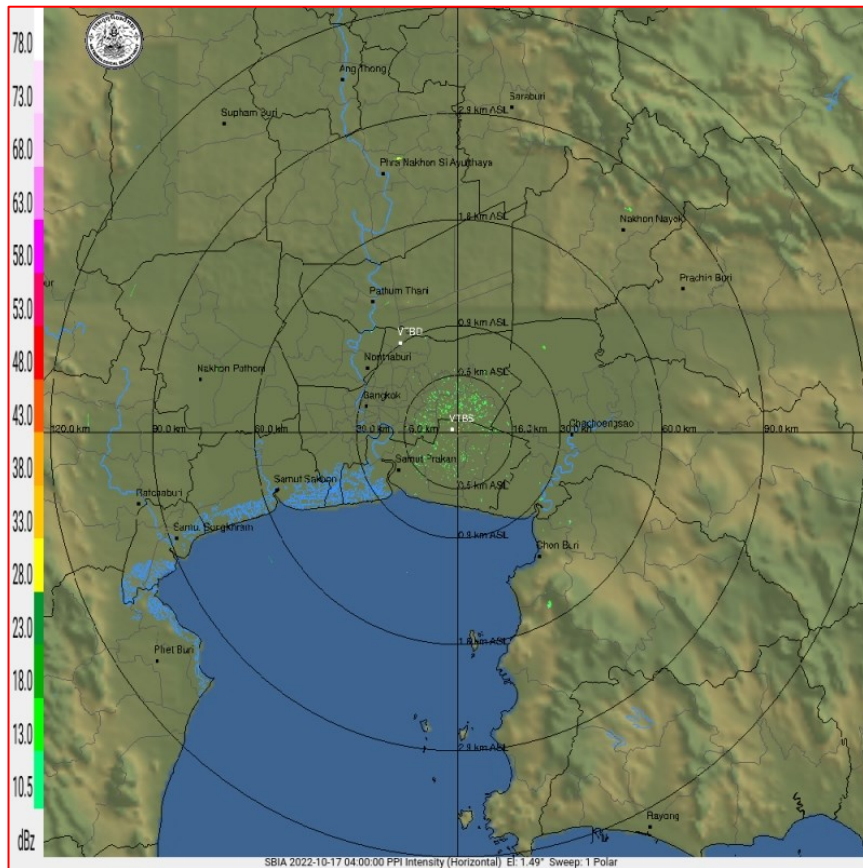 78.0
73.0
68.0
63.0
58.0
53.0
48.0
43.0
38.0
33.0
28.0
23.0
18.0
13.0
10.5
dBz
Ang Thong
Saraburi
2.9 km ASL
Supham Buri
Phra Nakhon Si Ayutthaya
1.8 km ASL
Nakhon Nayok
Prachin Buri
Pathum Thani
0.9 km ASL
VTBD
Nonthaburi
0.5 km ASL
Nakhon Pathom
Bangkok
VTBS
Chachoengsao
120.0 km
90.0 km
60.0 km
30.0 km
15.0 km
30.0 km
60.0 km
90.0 km
Samut Prakan
0.5 km ASL
Samut Sakhon
Ratchaburi
Samut Songkhram
0.9 km ASL
Chon Buri
1.8 km ASL
Phet Buri
2.9 km ASL
Rayong
SBIA 2022-10-17 04:00:00 PPI Intensity (Horizontal) El: 1.49° Sweep: 1 Polar